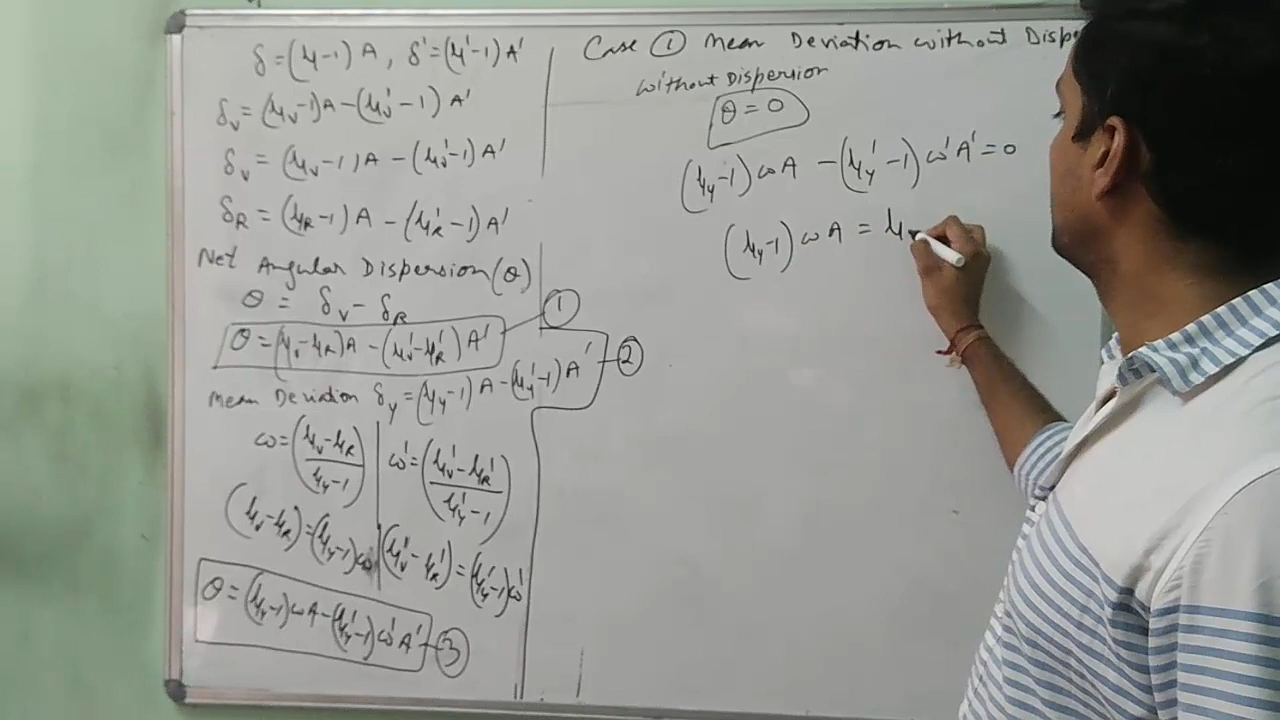 δ = (μ-1) A, δ' = (μ'-1) A'
δ_v = (μ_v-1)A - (μ_v'-1) A'
δ_v = (μ_v-1)A - (μ_v'-1)A'
δ_R = (μ_R-1)A - (μ_R'-1)A'
Net Angular Dispersion (θ)
θ = δ_v - δ_R
θ = (μ_v-μ_R)A - (μ_v'-μ_R')A' ①
Mean Deviation δ_y = (μ_y-1)A - (μ_y'-1)A' ②
ω = (μ_v-μ_R / μ_y-1) ω' = (μ_v'-μ_R' / μ_y'-1)
(μ_v-μ_R) = (μ_y-1)ω (μ_v'-μ_R') = (μ_y'-1)ω'
θ = (μ_y-1)ωA - (μ_y'-1)ω'A' ③
Case ① Mean Deviation without Dispe
without Dispersion
θ = 0
(μ_y-1)ωA - (μ_y'-1)ω'A' = 0
(μ_y-1)ωA = μ